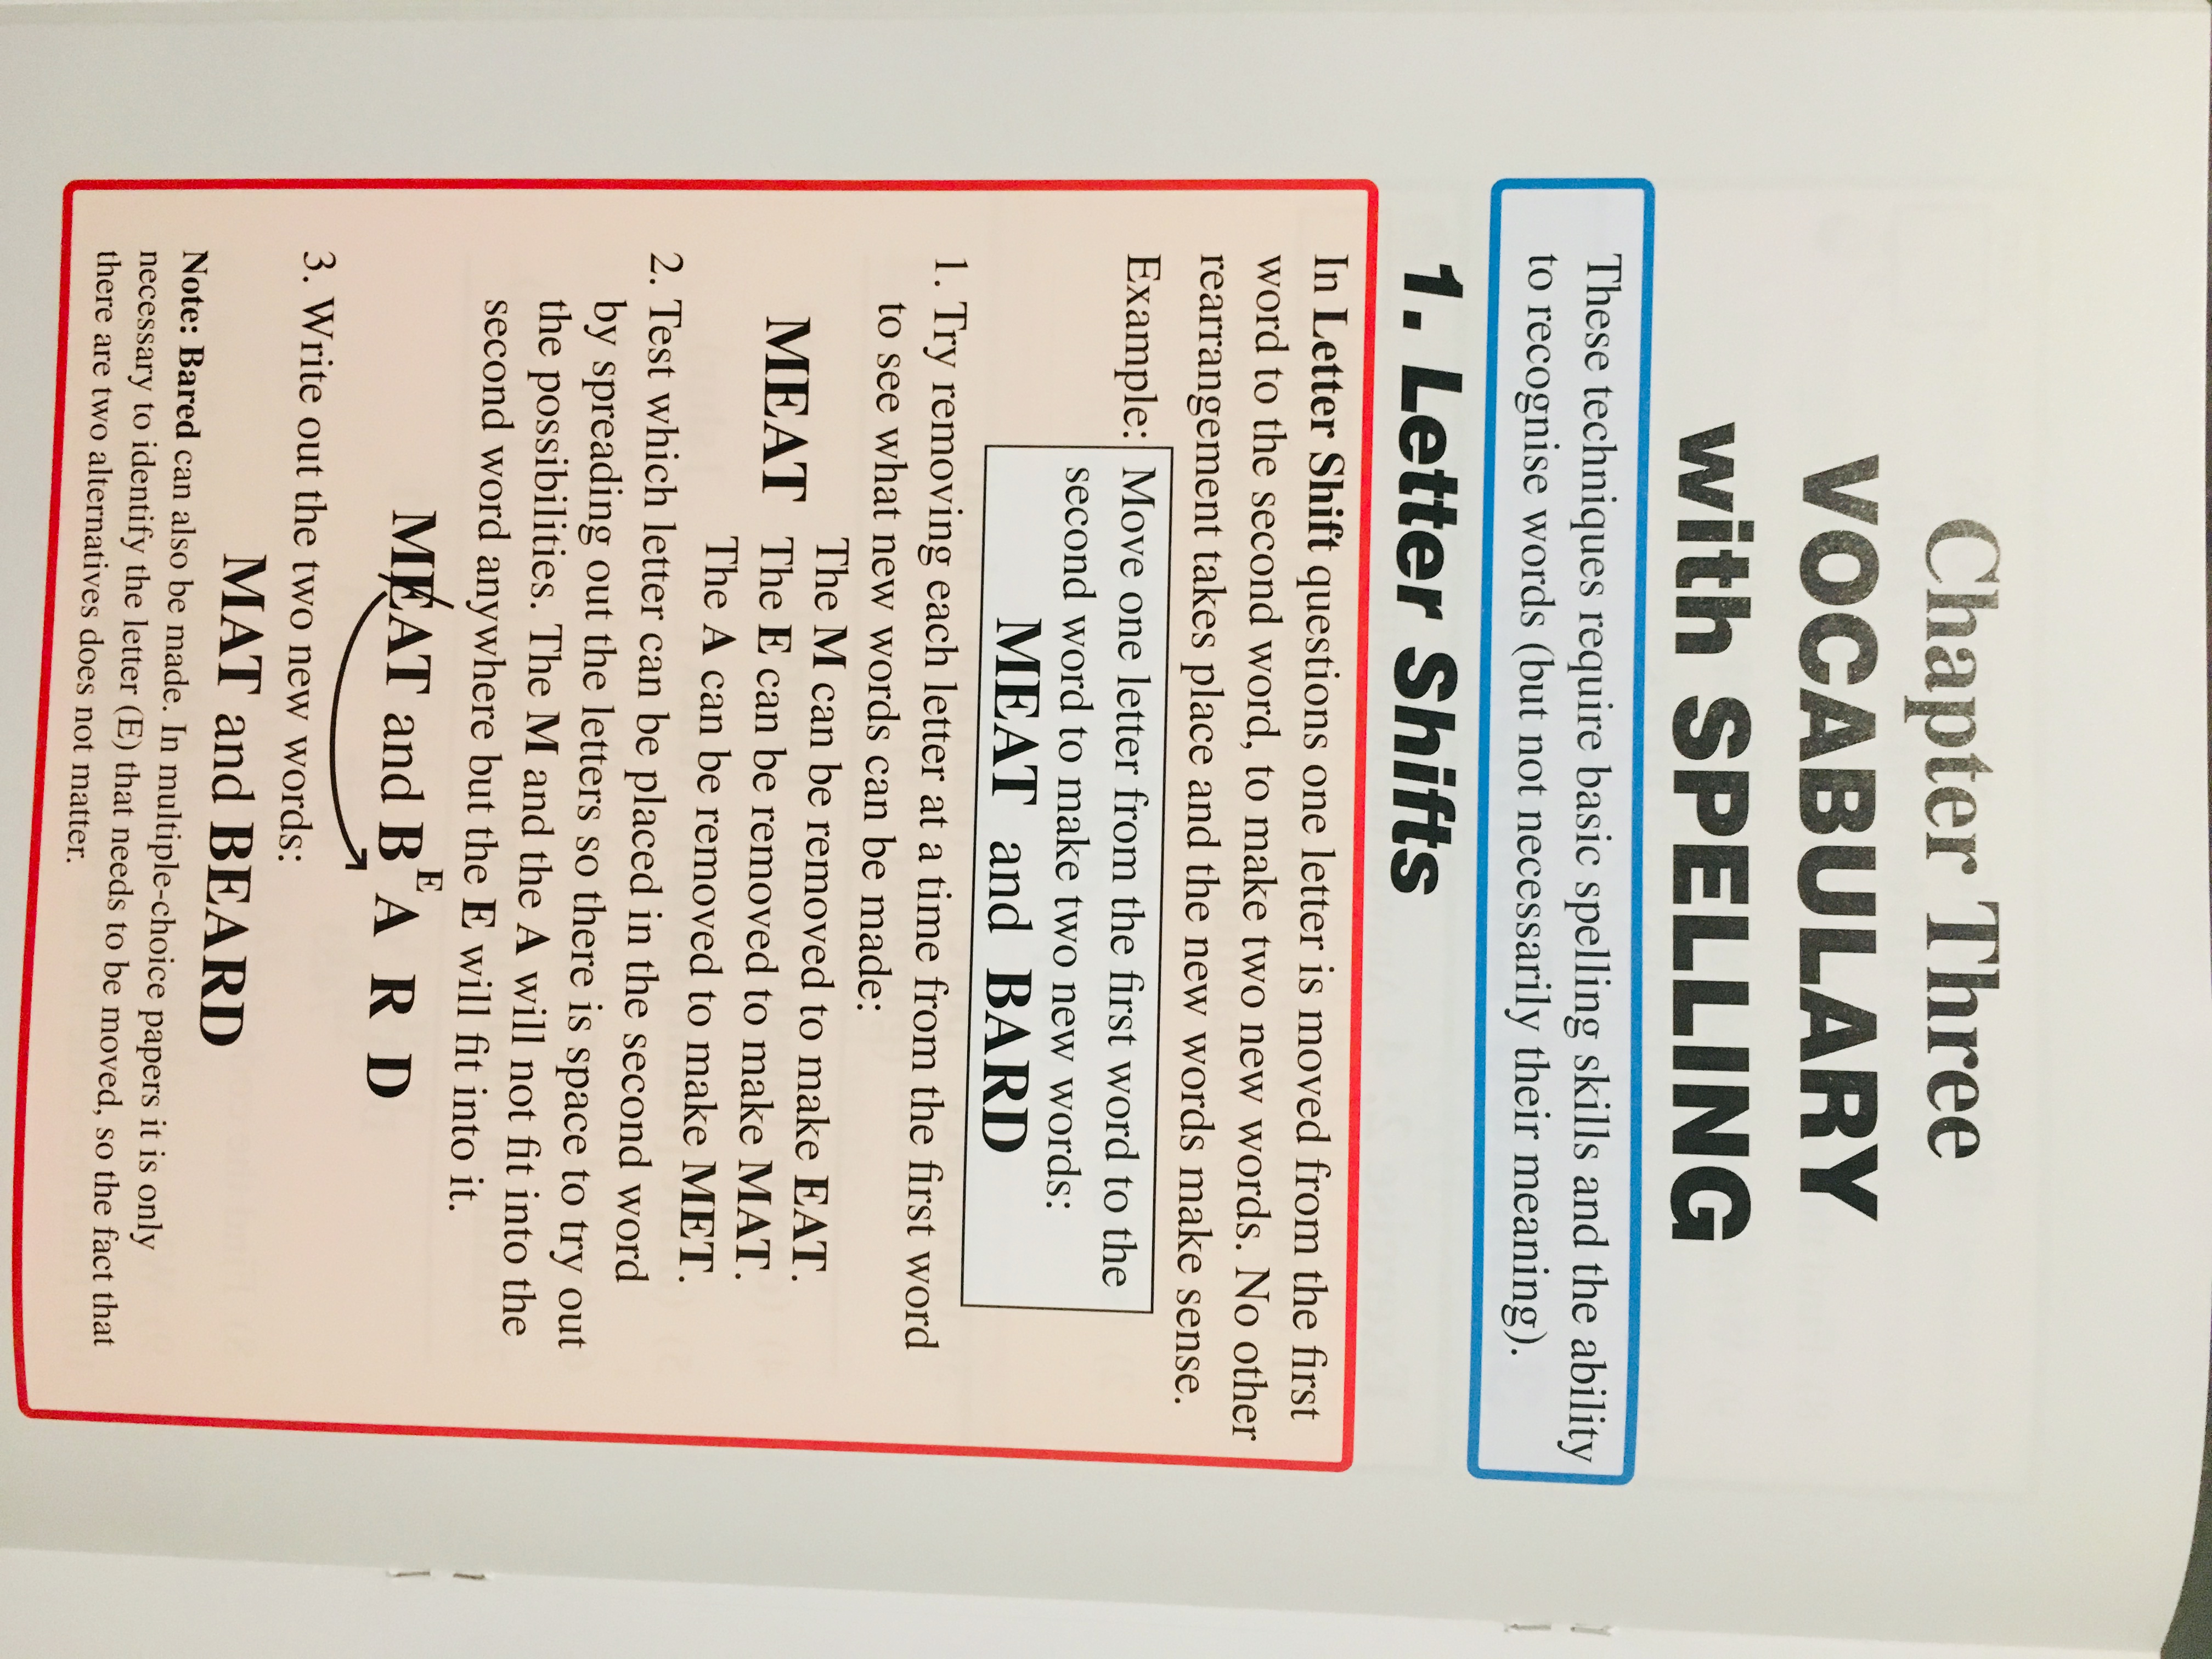 Chapter Three
VOCABULARY
with SPELLING
These techniques require basic spelling skills and the ability
to recognise words (but not necessarily their meaning).
1. Letter Shifts
In Letter Shift questions one letter is moved from the first
word to the second word, to make two new words. No other
rearrangement takes place and the new words make sense.
Example: Move one letter from the first word to the
second word to make two new words:
MEAT and BARD
1. Try removing each letter at a time from the first word
to see what new words can be made:
The M can be removed to make EAT.
MEAT The E can be removed to make MAT.
The A can be removed to make MET.
2. Test which letter can be placed in the second word
by spreading out the letters so there is space to try out
the possibilities. The M and the A will not fit into the
second word anywhere but the E will fit into it.
MEAT and B E A R D
3. Write out the two new words:
MAT and BEARD
Note: Bared can also be made. In multiple-choice papers it is only
necessary to identify the letter (E) that needs to be moved, so the fact that
there are two alternatives does not matter.